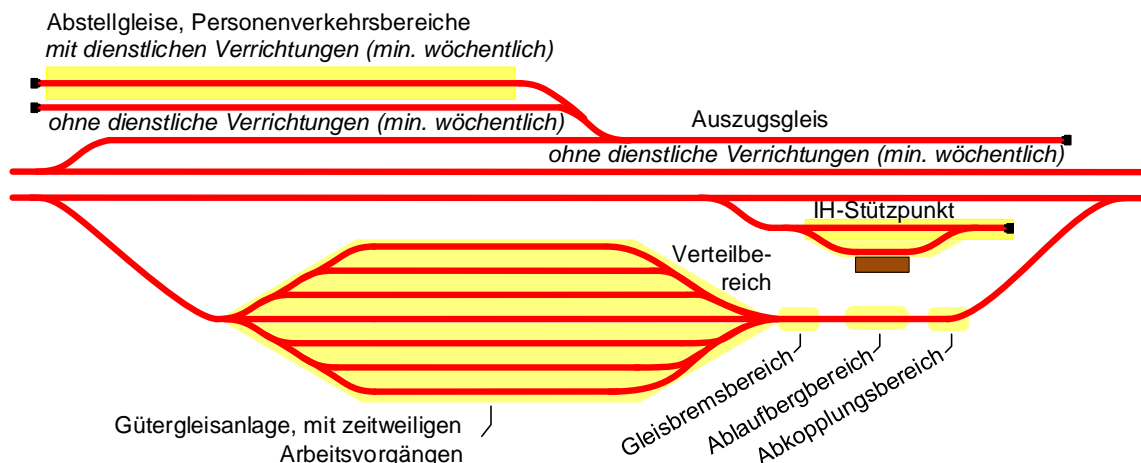 Abstellgleise, Personenverkehrsbereiche
mit dienstlichen Verrichtungen (min. wöchentlich)
ohne dienstliche Verrichtungen (min. wöchentlich)
Auszugsgleis
ohne dienstliche Verrichtungen (min. wöchentlich)
IH-Stützpunkt
Verteilbe-
reich
Gleisbremsbereich
Ablaufbergbereich
Abkopplungsbereich
Gütergleisanlage, mit zeitweiligen
Arbeitsvorgängen